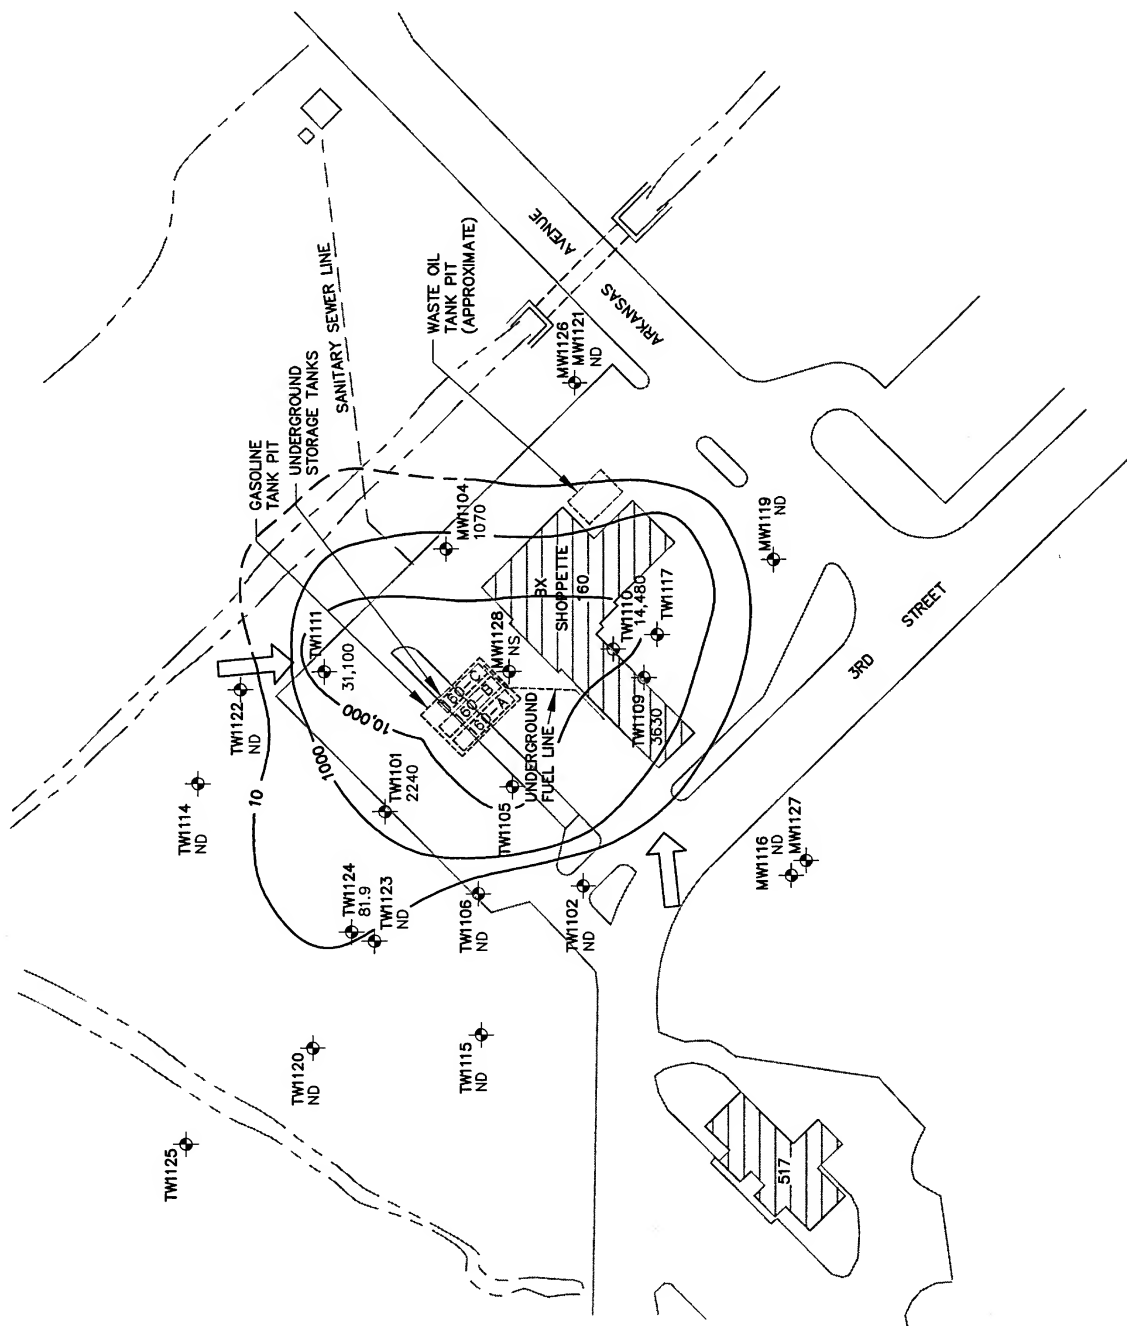 AVENUE
ARKANSAS
3RD
STREET
SANITARY SEWER LINE
WASTE OIL
TANK PIT
(APPROXIMATE)
UNDERGROUND
STORAGE TANKS
GASOLINE
TANK PIT
MW1126
MW1121
ND
MW1104
1070
MW1119
ND
BX
SHOPPETTE
160
TW1110
14,480
TW1117
MW1128
NS
TW1111
31,100
160-C
160-B
160-A
UNDERGROUND
FUEL LINE
TW1109
3630
10,000
1000
10
TW1122
ND
TW1114
ND
TW1101
2240
TW1105
TW1124
81.9
TW1123
ND
TW1106
ND
TW1102
ND
MW1116
ND
MW1127
TW1120
ND
TW1115
ND
TW1125
517